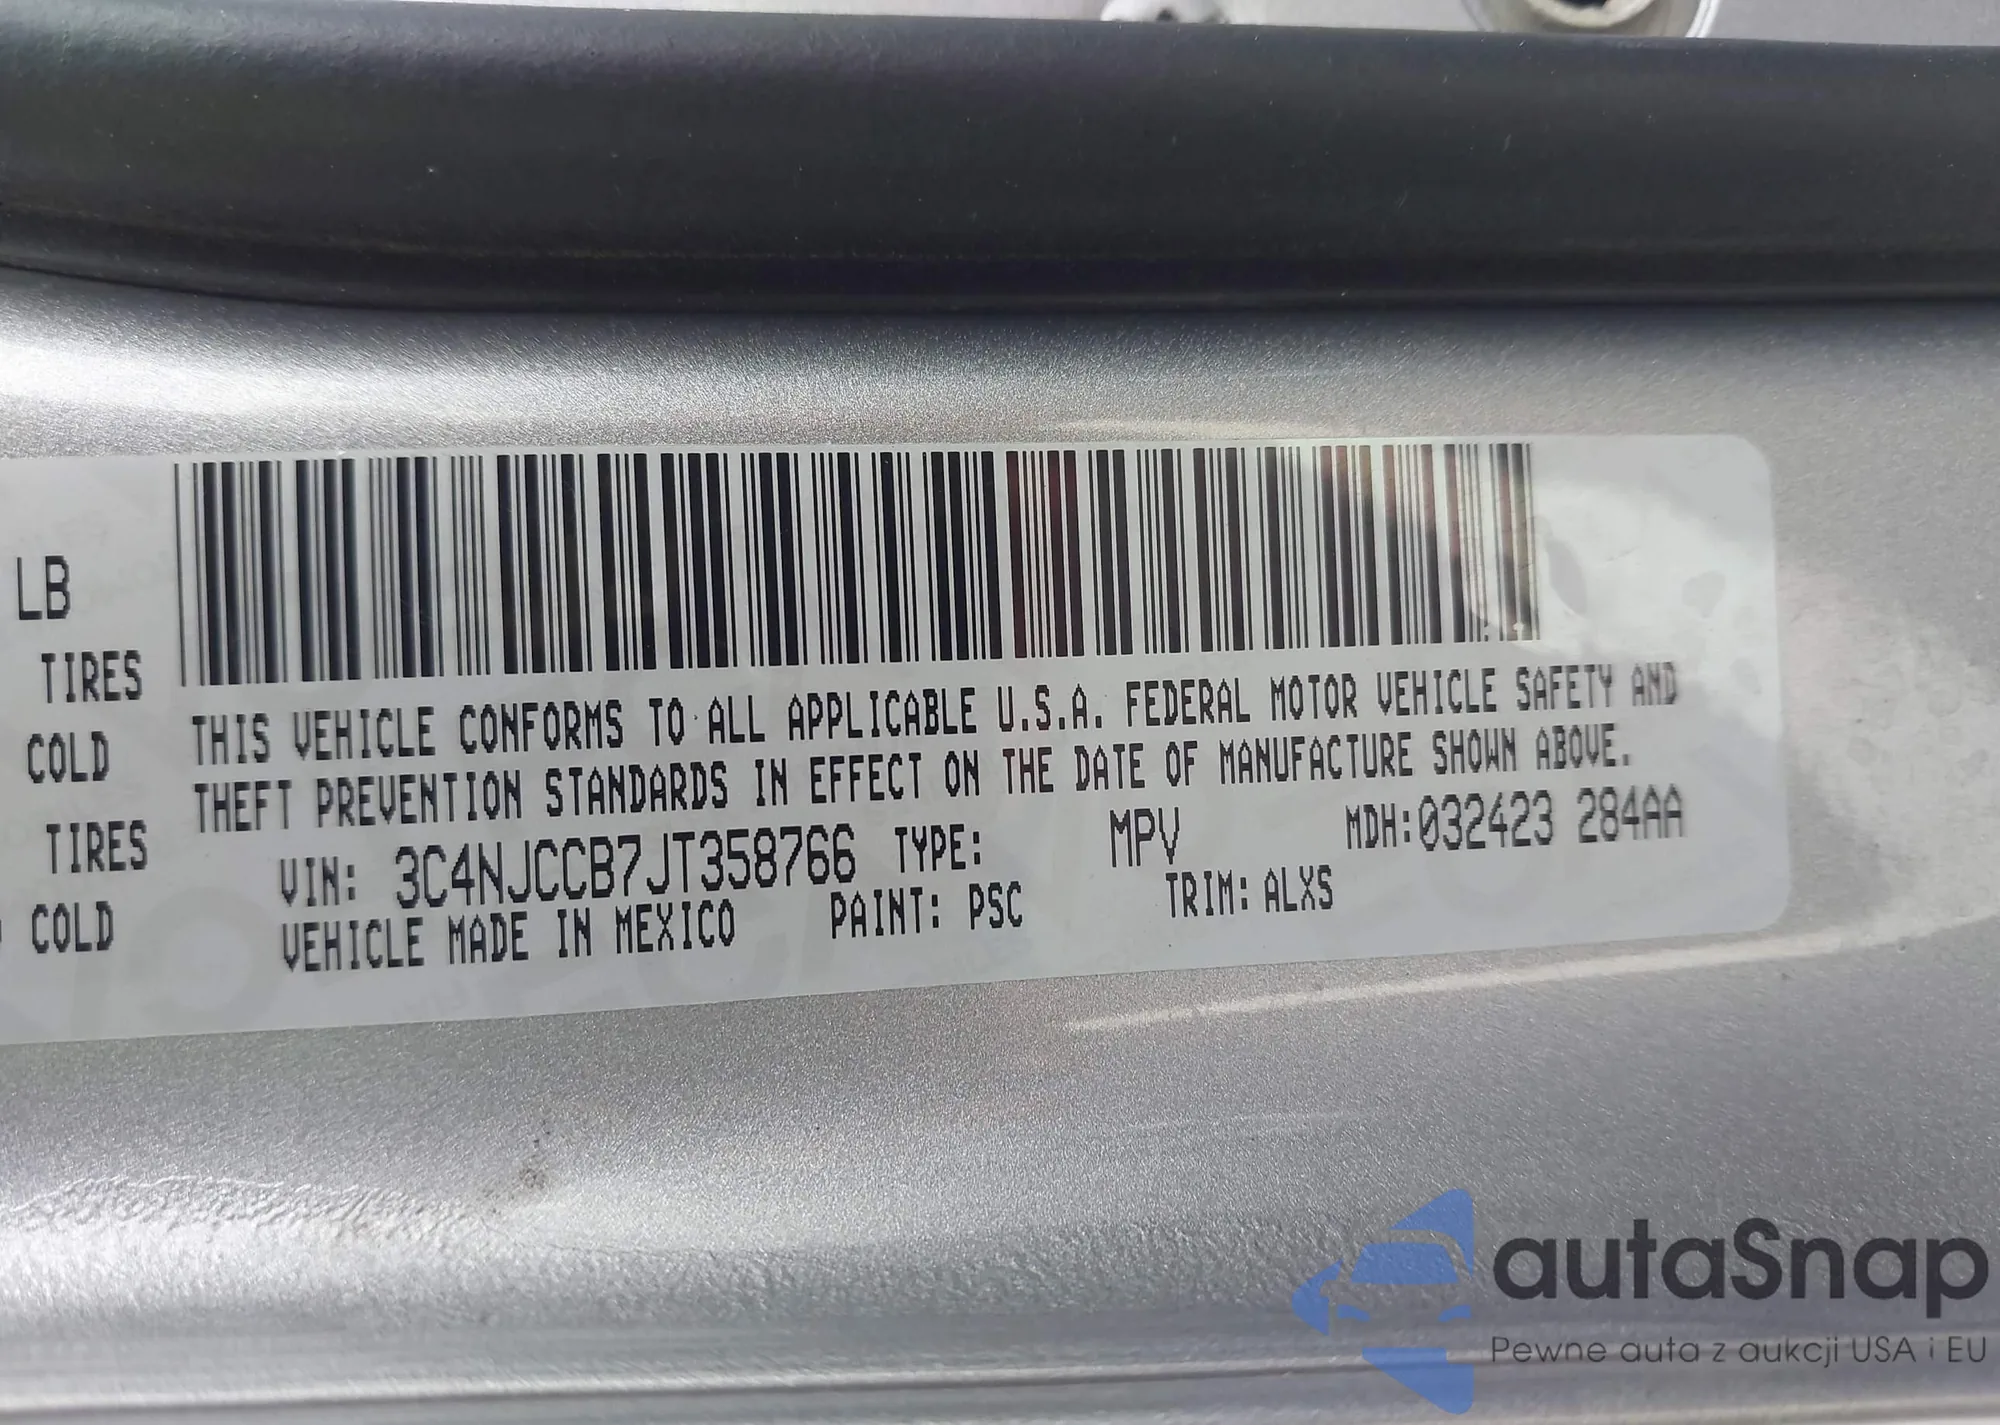 LB
TIRES
COLD
TIRES
COLD
THIS VEHICLE CONFORMS TO ALL APPLICABLE U.S.A. FEDERAL MOTOR VEHICLE SAFETY AND
THEFT PREVENTION STANDARDS IN EFFECT ON THE DATE OF MANUFACTURE SHOWN ABOVE.
VIN: 3C4NJCCB7JT358766 TYPE: MPV MDH:032423 284AA
VEHICLE MADE IN MEXICO PAINT: PSC TRIM: ALXS
autaSnap
Pewne auta z aukcji USA i EU